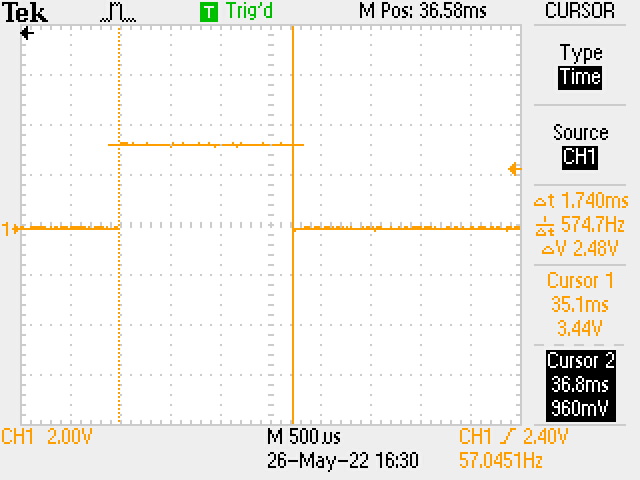 Tek T Trig'd M Pos: 36.58ms CURSOR
Type
Time
Source
CH1
Δt 1.740ms
1/Δt 574.7Hz
ΔV 2.48V
Cursor 1
35.1ms
3.44V
Cursor 2
36.8ms
960mV
1
CH1 2.00V M 500µs CH1 2.40V
26-May-22 16:30 57.0451Hz